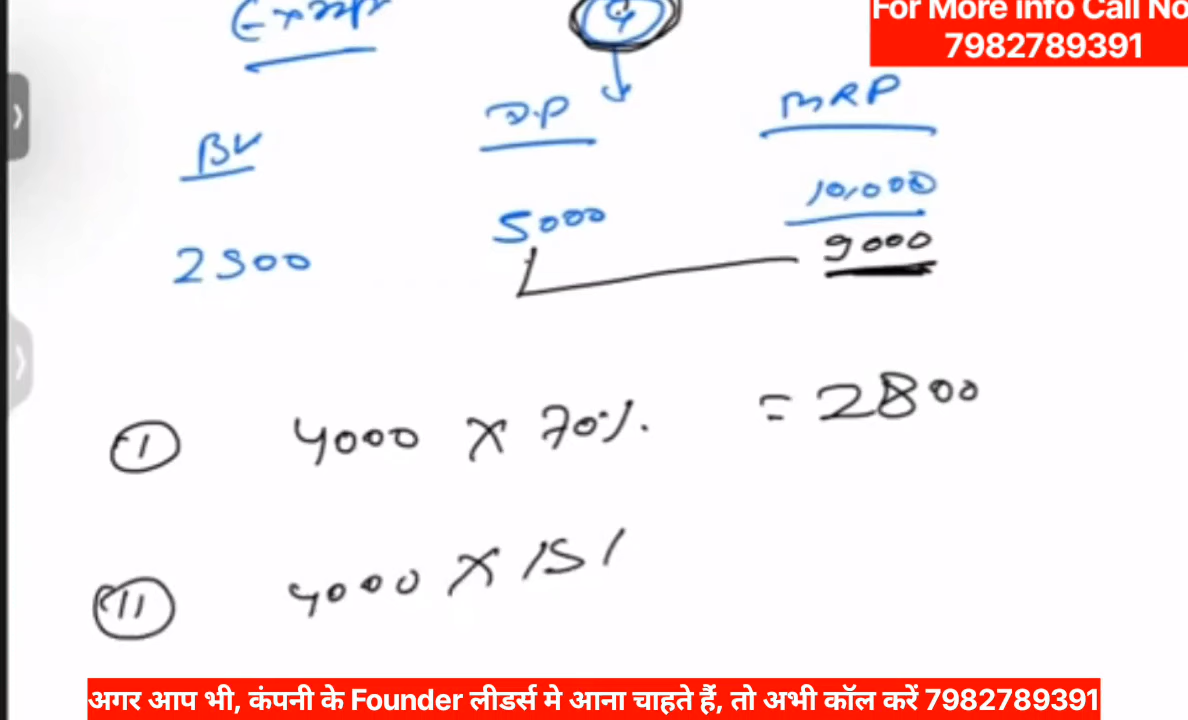 For More info Call No
7982789391
D.P
MRP
BV
10,000
5000
9000
2500
I 4000 X 70%. = 2800
II 4000 X 15/
अगर आप भी, कंपनी के Founder लीडर्स मे आना चाहते हैं, तो अभी कॉल करें 7982789391